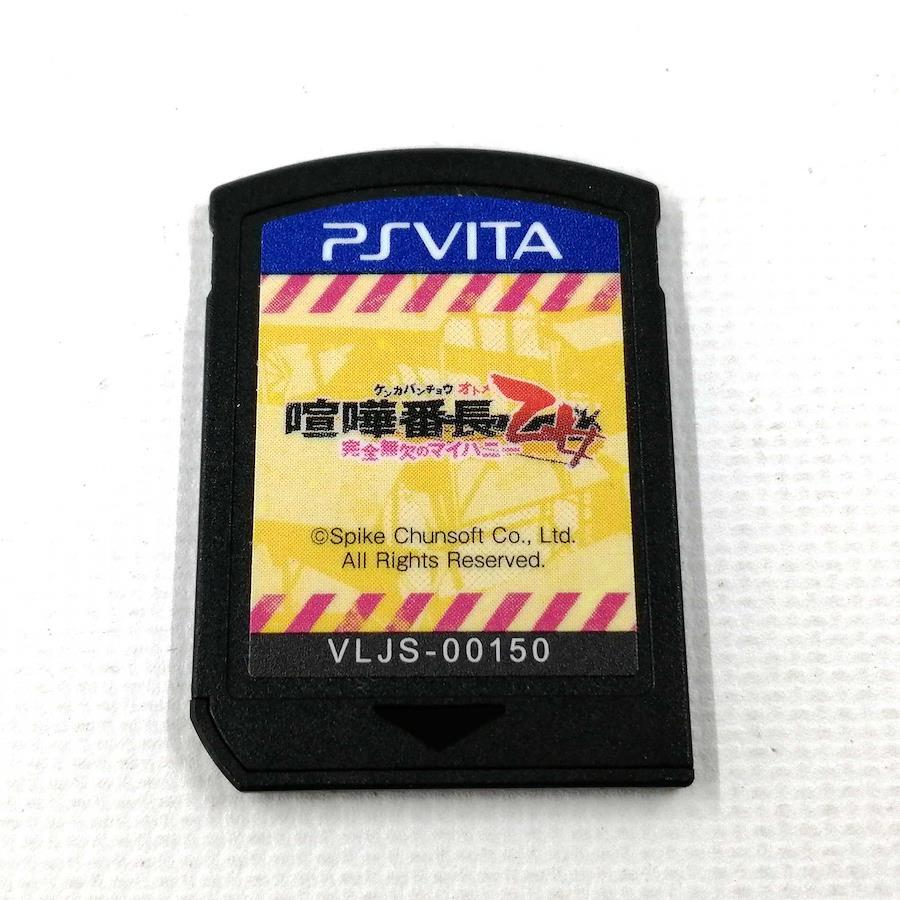 PSVITA
ケンカバンチョウ オトメ
喧嘩番長 乙女
完全無欠のマイハニー
©Spike Chunsoft Co., Ltd.
All Rights Reserved.
VLJS-00150